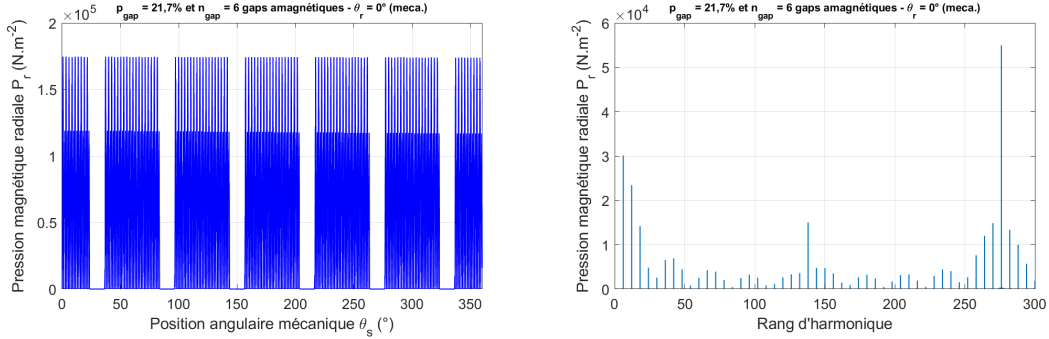 p_gap = 21,7% et n_gap = 6 gaps amagnétiques - θ_r = 0° (meca.)
×10^5
2
1.5
1
0.5
0
Pression magnétique radiale P_r (N.m^-2)
0 50 100 150 200 250 300 350
Position angulaire mécanique θ_s (°)
p_gap = 21,7% et n_gap = 6 gaps amagnétiques - θ_r = 0° (meca.)
×10^4
6
5
4
3
2
1
0
Pression magnétique radiale P_r (N.m^-2)
0 50 100 150 200 250 300
Rang d'harmonique